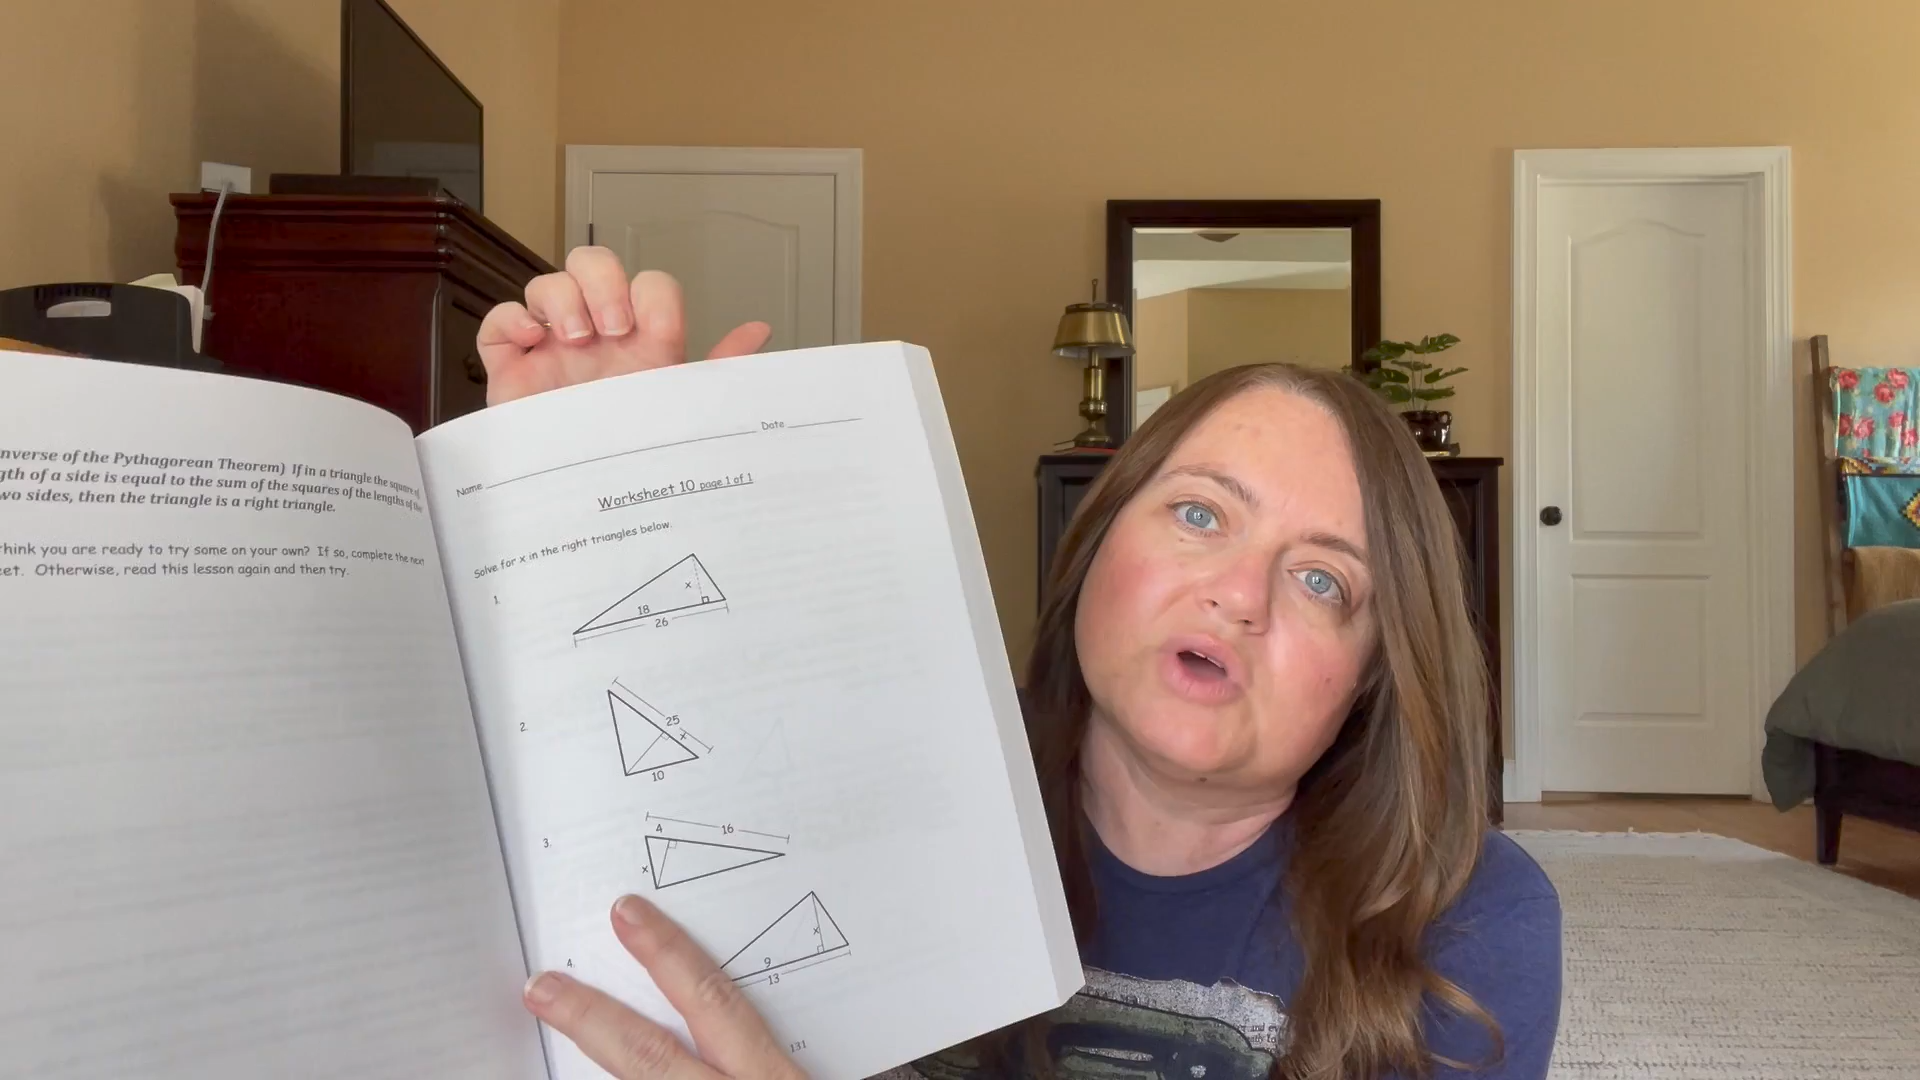 nverse of the Pythagorean Theorem) If in a triangle the square of
gth of a side is equal to the sum of the squares of the lengths of the
wo sides, then the triangle is a right triangle.
think you are ready to try some on your own? If so, complete the next
eet. Otherwise, read this lesson again and then try.
Name Date
Worksheet 10 page 1 of 1
Solve for x in the right triangles below.
1.
x
18
26
2.
25
x
10
3.
4
16
x
4.
x
9
13
131